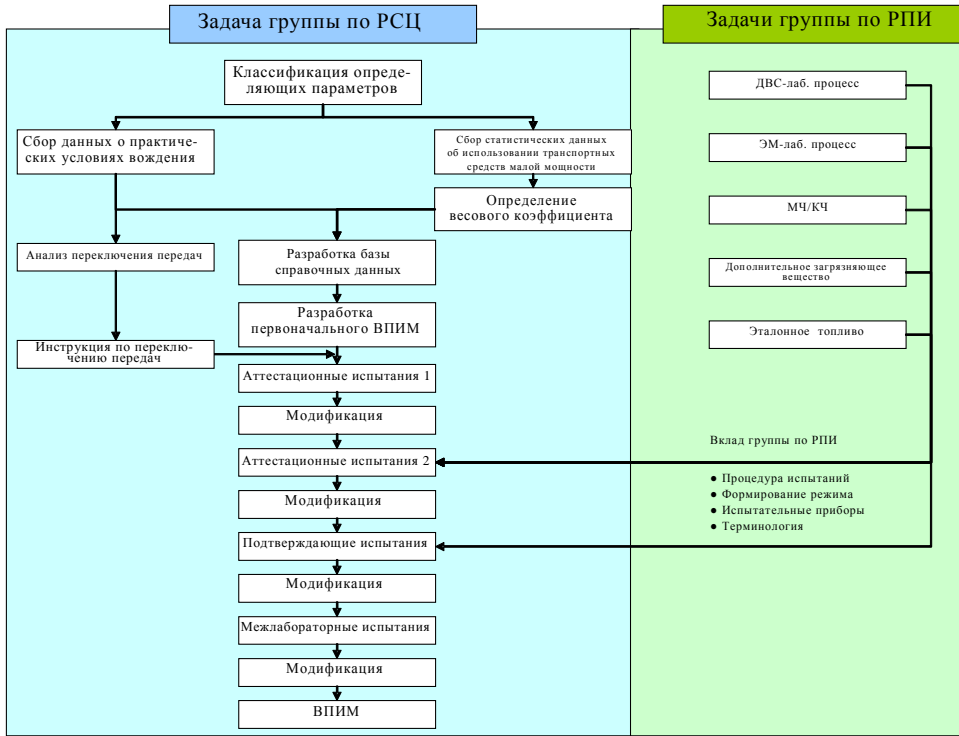 Задача группы по РСЦ
Задачи группы по РПИ
Классификация опреде-
ляющих параметров
Сбор данных о практиче-
ских условиях вождения
Сбор статистических данных
об использовании транспортных
средств малой мощности
Определение
весового коэффициента
Анализ переключения передач
Разработка базы
справочных данных
Разработка
первоначального ВПИМ
Инструкция по переклю-
чению передач
Аттестационные испытания 1
Модификация
Аттестационные испытания 2
Модификация
Подтверждающие испытания
Модификация
Межлабораторные испытания
Модификация
ВПИМ
ДВС-лаб. процесс
ЭМ-лаб. процесс
МЧ/КЧ
Дополнительное загрязняющее
вещество
Эталонное топливо
Вклад группы по РПИ
● Процедура испытаний
● Формирование режима
● Испытательные приборы
● Терминология